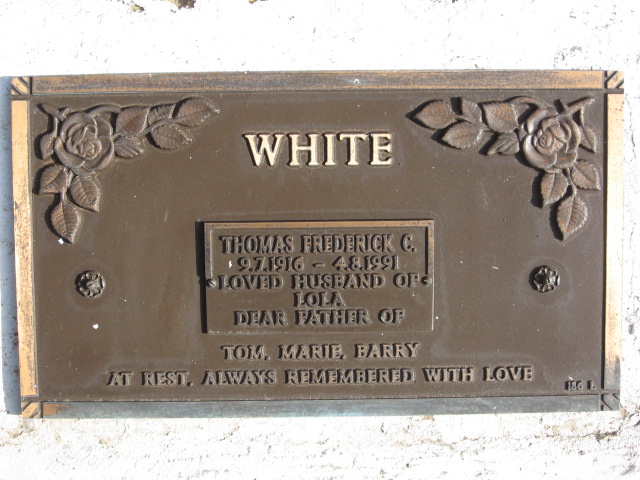 WHITE
THOMAS FREDERICK C.
9.7.1916 - 4.8.1991
LOVED HUSBAND OF
LOLA
DEAR FATHER OF
TOM, MARIE, BARRY
AT REST, ALWAYS REMEMBERED WITH LOVE